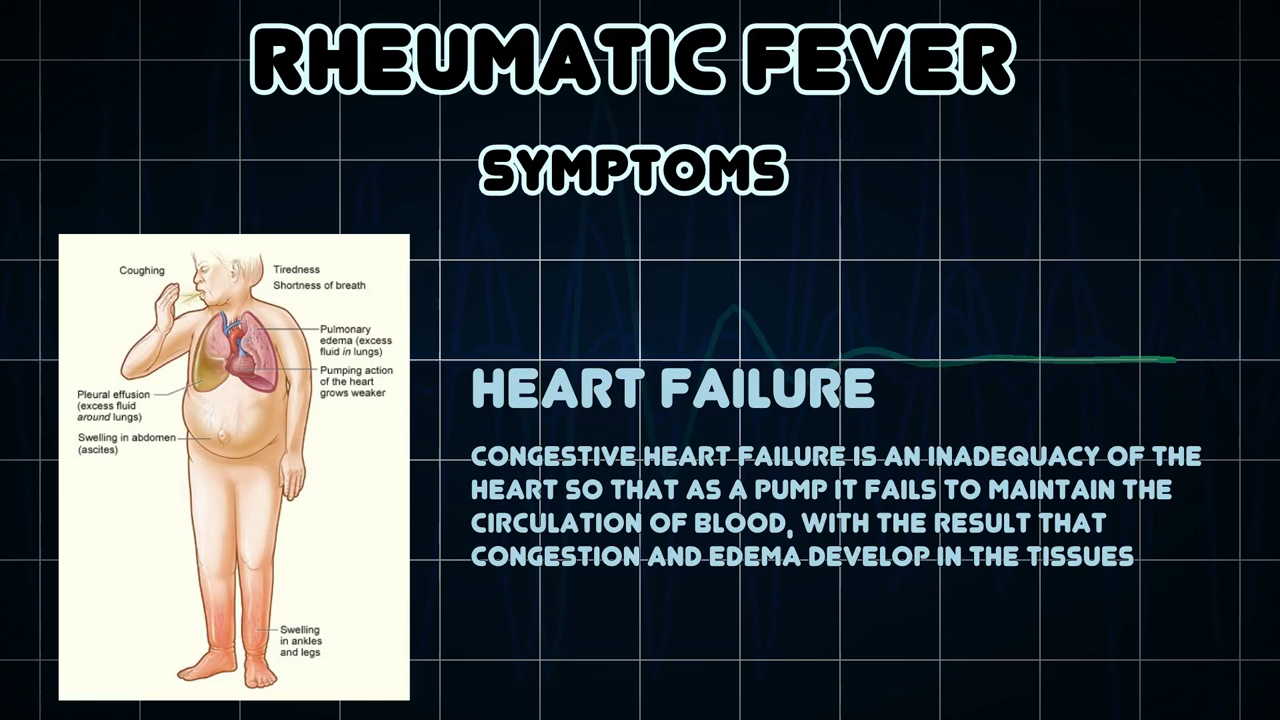 RHEUMATIC FEVER
SYMPTOMS
Coughing
Tiredness
Shortness of breath
Pulmonary
edema (excess
fluid in lungs)
Pumping action
of the heart
grows weaker
Pleural effusion
(excess fluid
around lungs)
Swelling in abdomen
(ascites)
Swelling
in ankles
and legs
HEART FAILURE
CONGESTIVE HEART FAILURE IS AN INADEQUACY OF THE
HEART SO THAT AS A PUMP IT FAILS TO MAINTAIN THE
CIRCULATION OF BLOOD, WITH THE RESULT THAT
CONGESTION AND EDEMA DEVELOP IN THE TISSUES